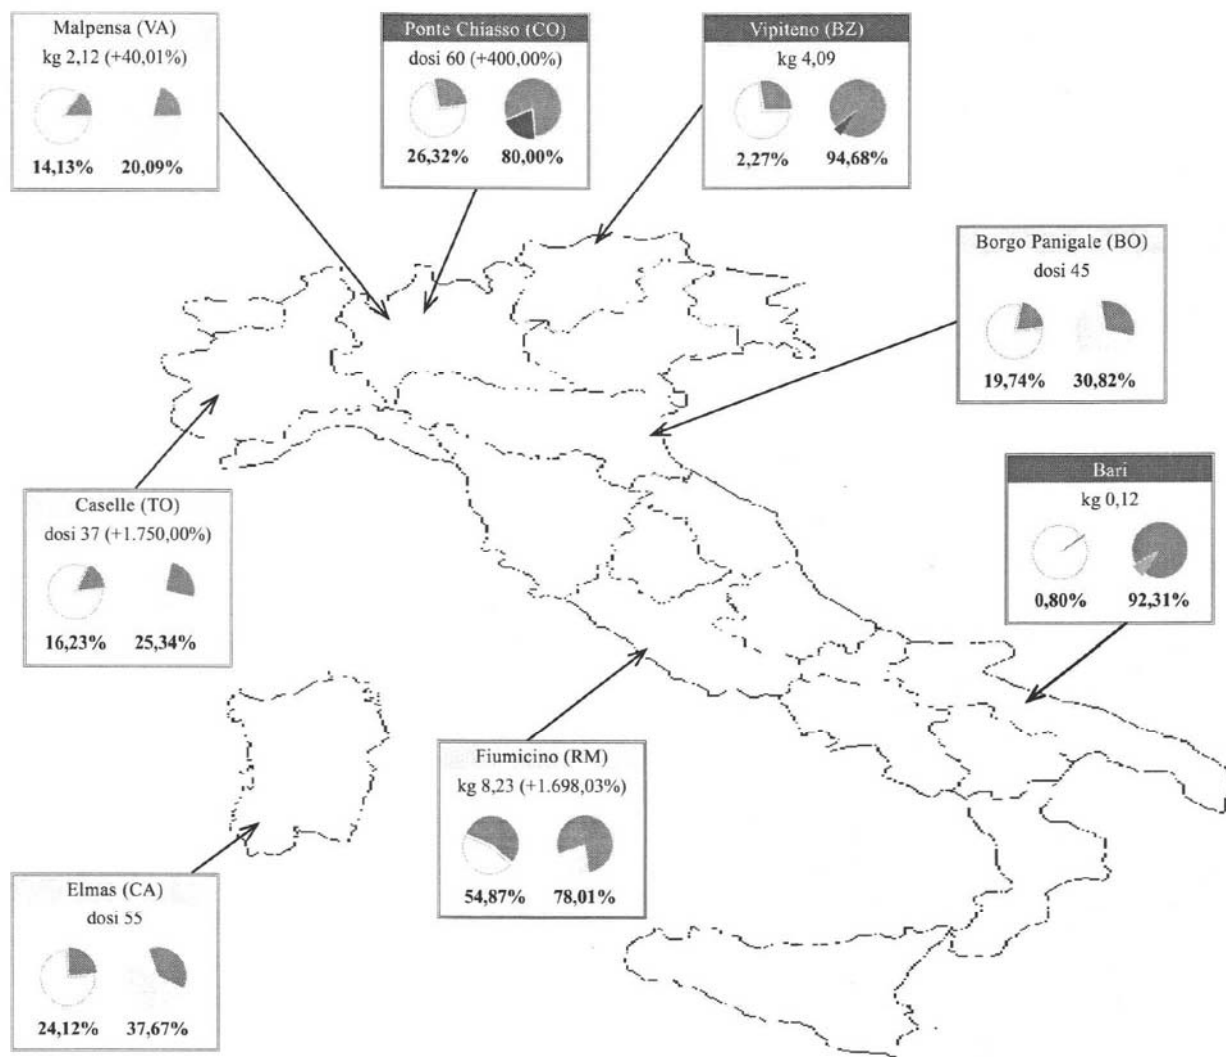 Malpensa (VA)
kg 2,12 (+40,01%)
14,13% 20,09%
Ponte Chiasso (CO)
dosi 60 (+400,00%)
26,32% 80,00%
Vipiteno (BZ)
kg 4,09
2,27% 94,68%
Borgo Panigale (BO)
dosi 45
19,74% 30,82%
Caselle (TO)
dosi 37 (+1.750,00%)
16,23% 25,34%
Bari
kg 0,12
0,80% 92,31%
Fiumicino (RM)
kg 8,23 (+1.698,03%)
54,87% 78,01%
Elmas (CA)
dosi 55
24,12% 37,67%